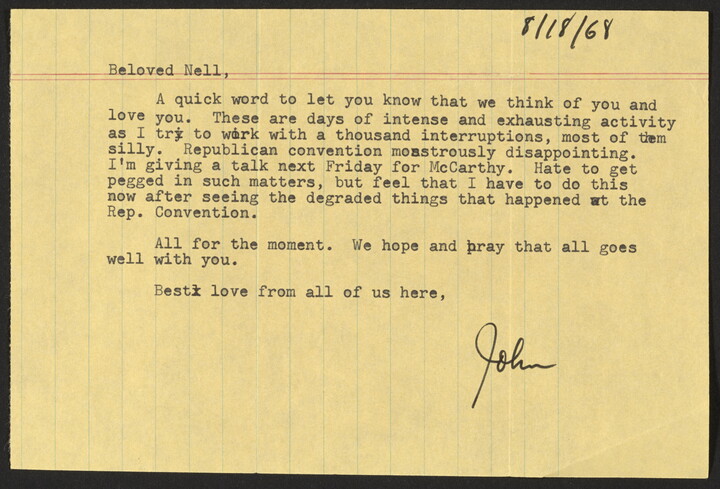 8/18/68
Beloved Nell,
A quick word to let you know that we think of you and
love you. These are days of intense and exhausting activity
as I try to work with a thousand interruptions, most of them
silly. Republican convention monstrously disappointing.
I'm giving a talk next Friday for McCarthy. Hate to get
pegged in such matters, but feel that I have to do this
now after seeing the degraded things that happened at the
Rep. Convention.
All for the moment. We hope and pray that all goes
well with you.
Best love from all of us here,
John